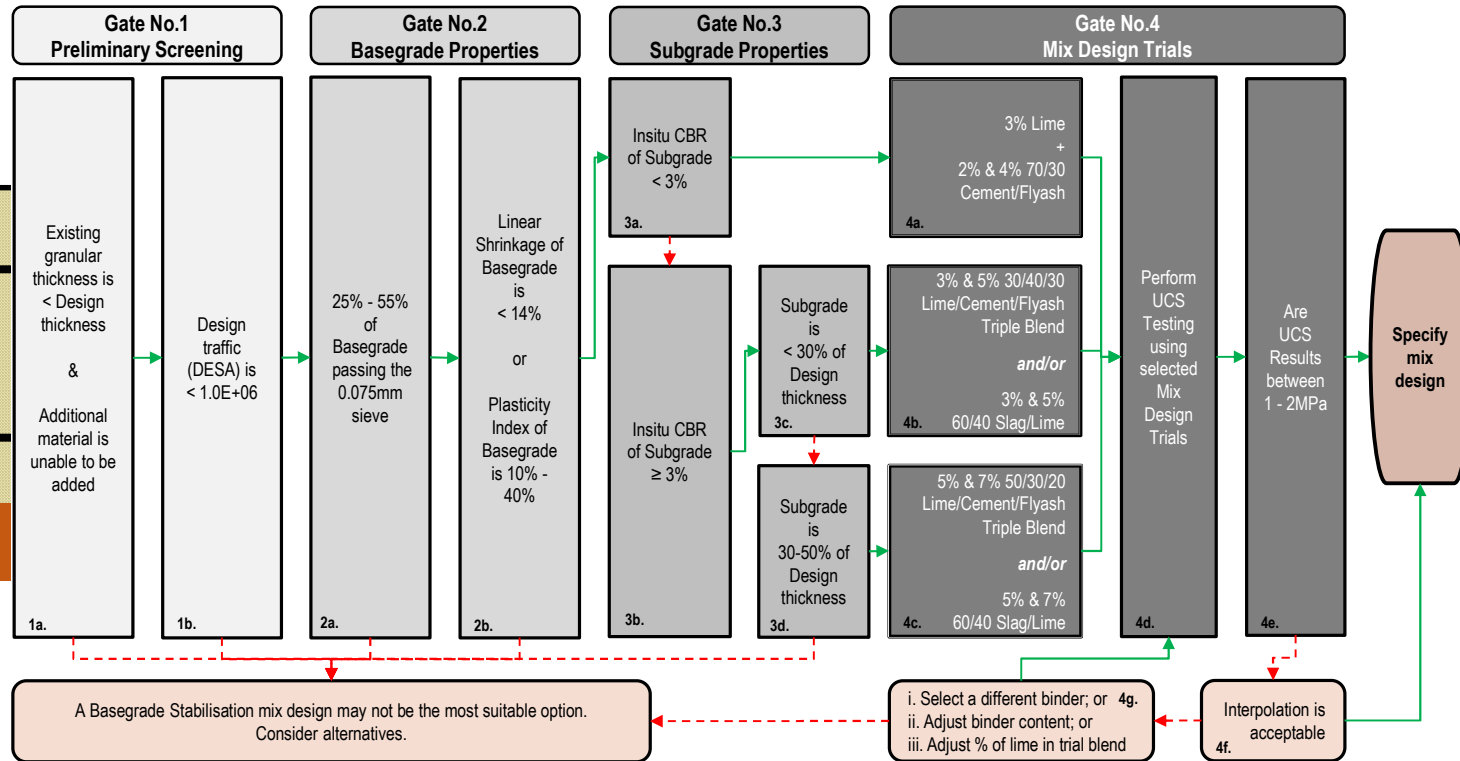 Gate No.1
Preliminary Screening
Gate No.2
Basegrade Properties
Gate No.3
Subgrade Properties
Gate No.4
Mix Design Trials
Existing
granular
thickness is
< Design
thickness
&
Additional
material is
unable to be
added
1a.
Design
traffic
(DESA) is
< 1.0E+06
1b.
25% - 55%
of
Basegrade
passing the
0.075mm
sieve
2a.
Linear
Shrinkage of
Basegrade
is
< 14%
or
Plasticity
Index of
Basegrade
is 10% -
40%
2b.
Insitu CBR
of Subgrade
< 3%
3a.
Insitu CBR
of Subgrade
≥ 3%
3b.
Subgrade
is
< 30% of
Design
thickness
3c.
Subgrade
is
30-50% of
Design
thickness
3d.
3% Lime
+
2% & 4% 70/30
Cement/Flyash
4a.
3% & 5% 30/40/30
Lime/Cement/Flyash
Triple Blend
and/or
3% & 5%
60/40 Slag/Lime
4b.
5% & 7% 50/30/20
Lime/Cement/Flyash
Triple Blend
and/or
5% & 7%
60/40 Slag/Lime
4c.
Perform
UCS
Testing
using
selected
Mix
Design
Trials
4d.
Are
UCS
Results
between
1 - 2MPa
4e.
Specify
mix
design
A Basegrade Stabilisation mix design may not be the most suitable option.
Consider alternatives.
i. Select a different binder; or 4g.
ii. Adjust binder content; or
iii. Adjust % of lime in trial blend
Interpolation is
acceptable
4f.